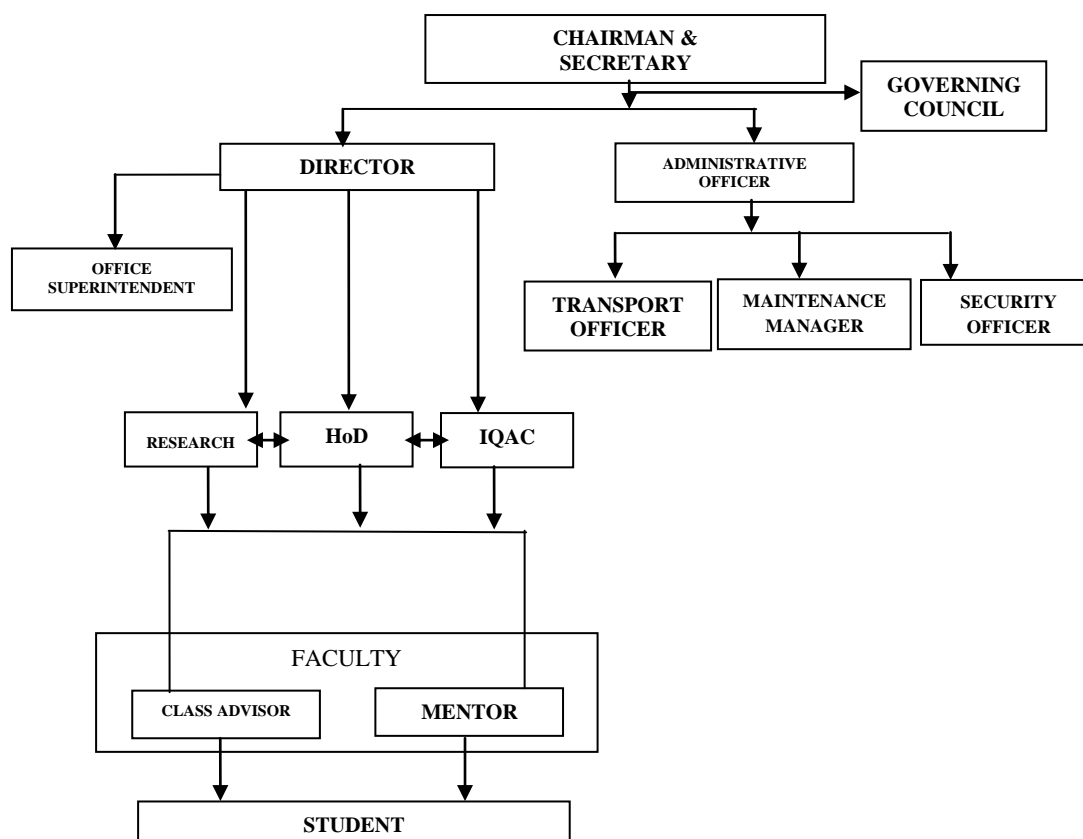 CHAIRMAN &
SECRETARY
GOVERNING
COUNCIL
DIRECTOR
ADMINISTRATIVE
OFFICER
OFFICE
SUPERINTENDENT
TRANSPORT
OFFICER
MAINTENANCE
MANAGER
SECURITY
OFFICER
RESEARCH
HoD
IQAC
FACULTY
CLASS ADVISOR
MENTOR
STUDENT